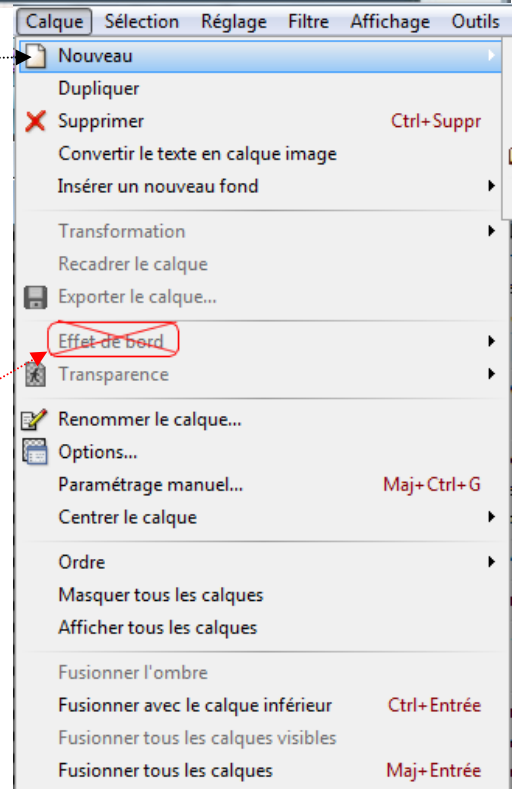 Calque Sélection Réglage Filtre Affichage Outils
Nouveau
Dupliquer
Supprimer Ctrl+Suppr
Convertir le texte en calque image
Insérer un nouveau fond
Transformation
Recadrer le calque
Exporter le calque...
Effet de bord
Transparence
Renommer le calque...
Options...
Paramétrage manuel... Maj+Ctrl+G
Centrer le calque
Ordre
Masquer tous les calques
Afficher tous les calques
Fusionner l'ombre
Fusionner avec le calque inférieur Ctrl+Entrée
Fusionner tous les calques visibles
Fusionner tous les calques Maj+Entrée